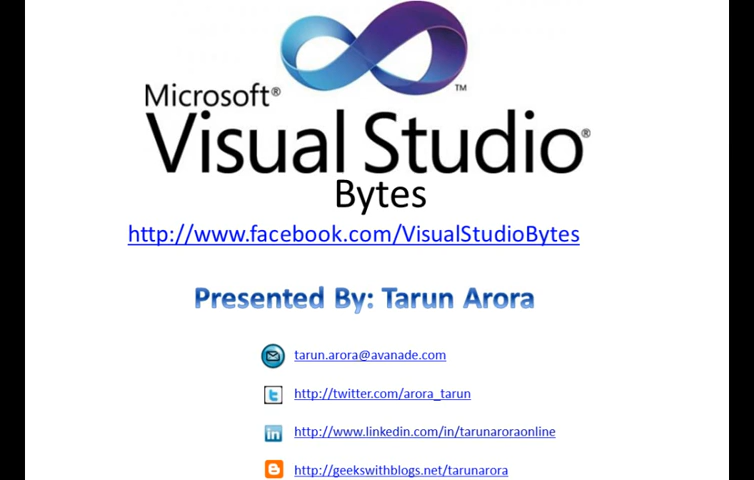 TM
Microsoft®
Visual Studio®
Bytes
http://www.facebook.com/VisualStudioBytes
Presented By: Tarun Arora
tarun.arora@avanade.com
http://twitter.com/arora_tarun
http://www.linkedin.com/in/tarunaroraonline
http://geekswithblogs.net/tarunarora